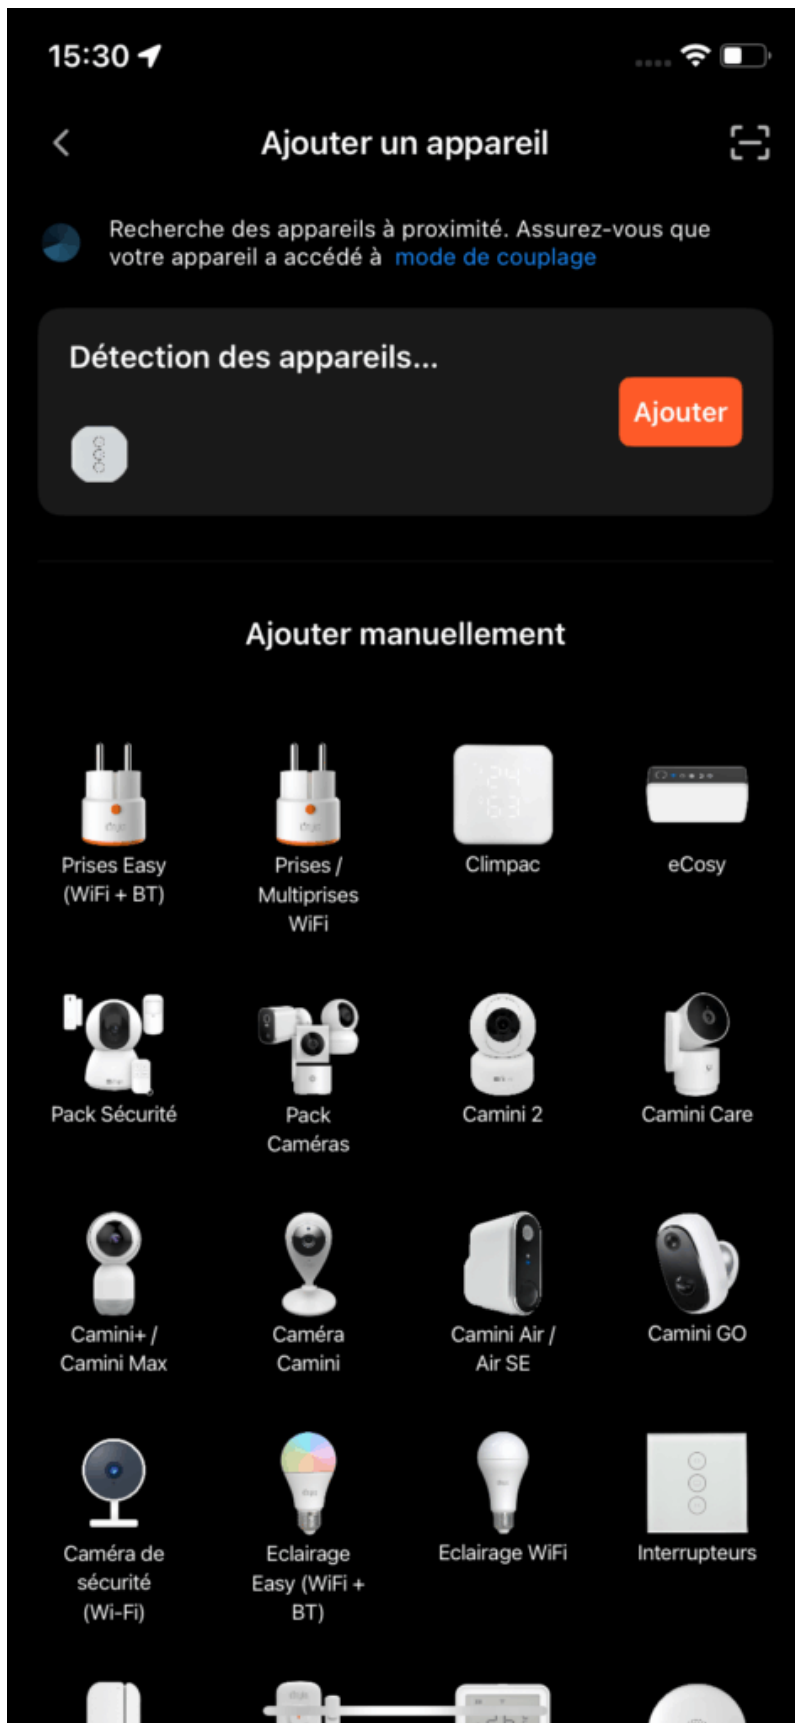 15:30
Ajouter un appareil
Recherche des appareils à proximité. Assurez-vous que
votre appareil a accédé à mode de couplage
Détection des appareils...
Ajouter
Ajouter manuellement
Prises Easy
(WiFi + BT)
Prises /
Multiprises
WiFi
Climpac
eCosy
Pack Sécurité
Pack
Caméras
Camini 2
Camini Care
Camini+ /
Camini Max
Caméra
Camini
Camini Air /
Air SE
Camini GO
Caméra de
sécurité
(Wi-Fi)
Eclairage
Easy (WiFi +
BT)
Eclairage WiFi
Interrupteurs